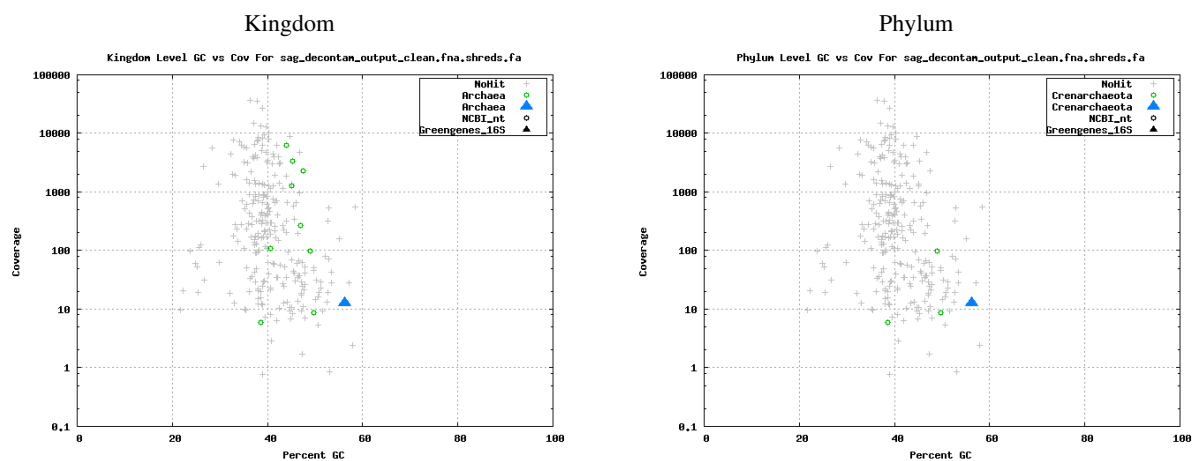 Kingdom
Kingdom Level GC vs Cov For sag_decontam_output_clean.fna.shreds.fa
NoHit
Archaea
Archaea
NCBI_nt
Greengenes_16S
100000
10000
1000
100
10
1
0.1
Coverage
0 20 40 60 80 100
Percent GC
Phylum
Phylum Level GC vs Cov For sag_decontam_output_clean.fna.shreds.fa
NoHit
Crenarchaeota
Crenarchaeota
NCBI_nt
Greengenes_16S
100000
10000
1000
100
10
1
0.1
Coverage
0 20 40 60 80 100
Percent GC